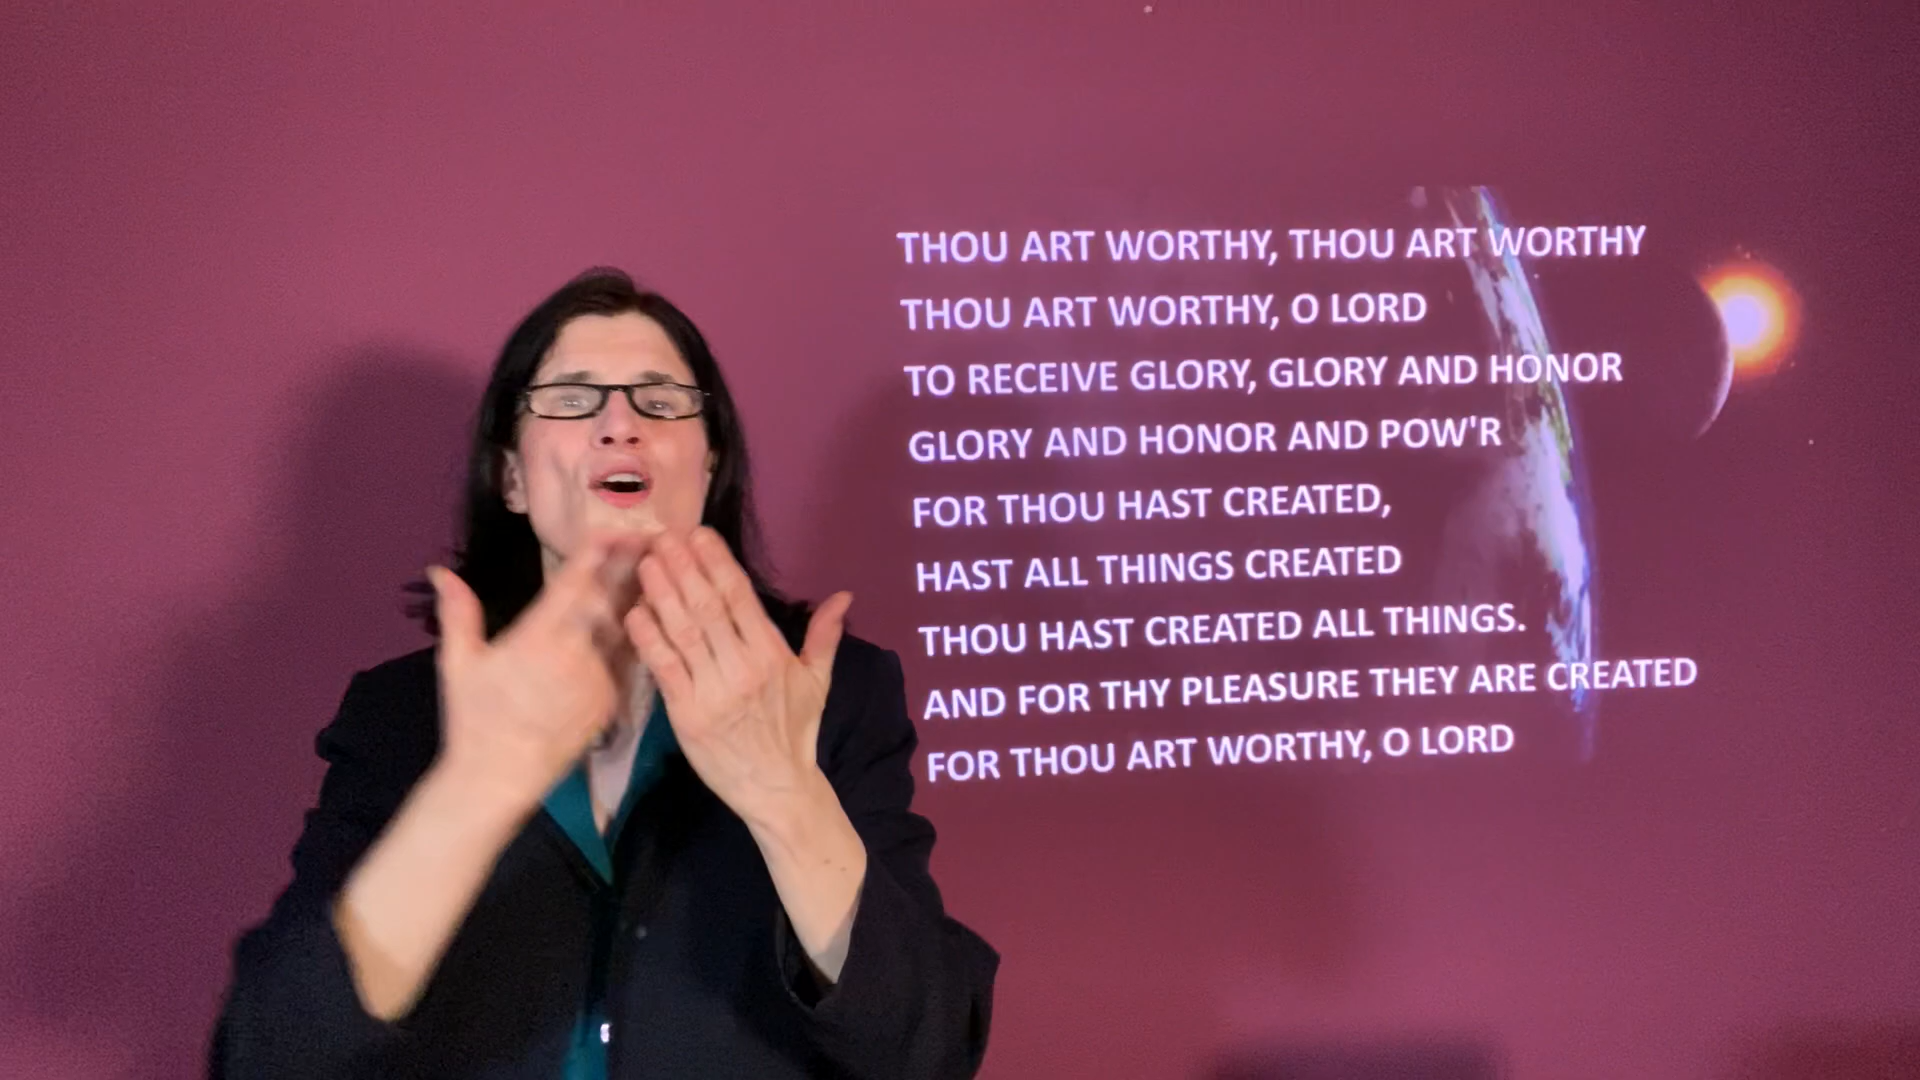 THOU ART WORTHY, THOU ART WORTHY
THOU ART WORTHY, O LORD
TO RECEIVE GLORY, GLORY AND HONOR
GLORY AND HONOR AND POW'R
FOR THOU HAST CREATED,
HAST ALL THINGS CREATED
THOU HAST CREATED ALL THINGS.
AND FOR THY PLEASURE THEY ARE CREATED
FOR THOU ART WORTHY, O LORD